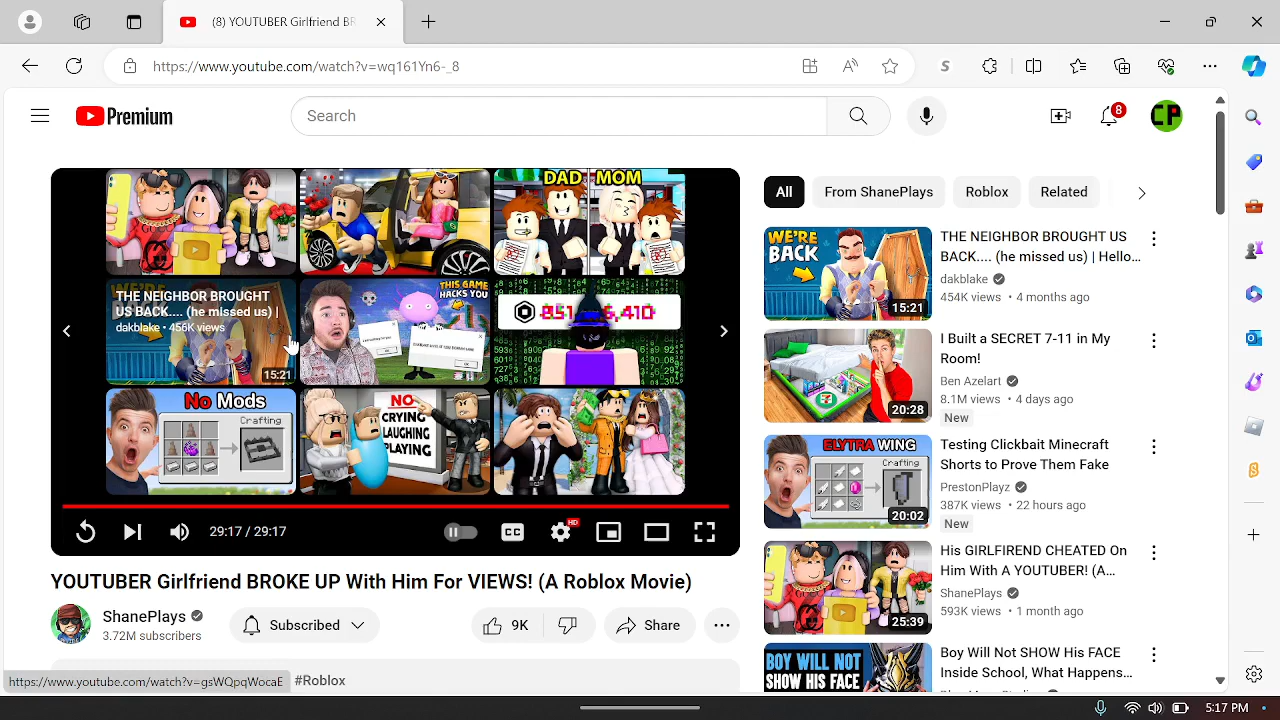 (8) YOUTUBER Girlfriend BR
https://www.youtube.com/watch?v=wq161Yn6-_8
Premium
Search
8
CP
DAD MOM
THE NEIGHBOR BROUGHT
US BACK.... (he missed us) |
dakblake • 456K views
15:21
THIS GAME
HACKS YOU
No Mods
Crafting
NO
CRYING
LAUGHING
PLAYING
29:17 / 29:17
CC
HD
YOUTUBER Girlfriend BROKE UP With Him For VIEWS! (A Roblox Movie)
ShanePlays
3.72M subscribers
Subscribed
9K
Share
https://www.youtube.com/watch?v=gsWQpqWocaE
#Roblox
All
From ShanePlays
Roblox
Related
WE'RE
BACK
15:21
THE NEIGHBOR BROUGHT US
BACK.... (he missed us) | Hello...
dakblake
454K views • 4 months ago
20:28
I Built a SECRET 7-11 in My
Room!
Ben Azelart
8.1M views • 4 days ago
New
ELYTRA WING
Crafting
20:02
Testing Clickbait Minecraft
Shorts to Prove Them Fake
PrestonPlayz
387K views • 22 hours ago
New
25:39
His GIRLFIREND CHEATED On
Him With A YOUTUBER! (A...
ShanePlays
593K views • 1 month ago
BOY WILL NOT
SHOW HIS FACE
Boy Will Not SHOW His FACE
Inside School, What Happens...
5:17 PM